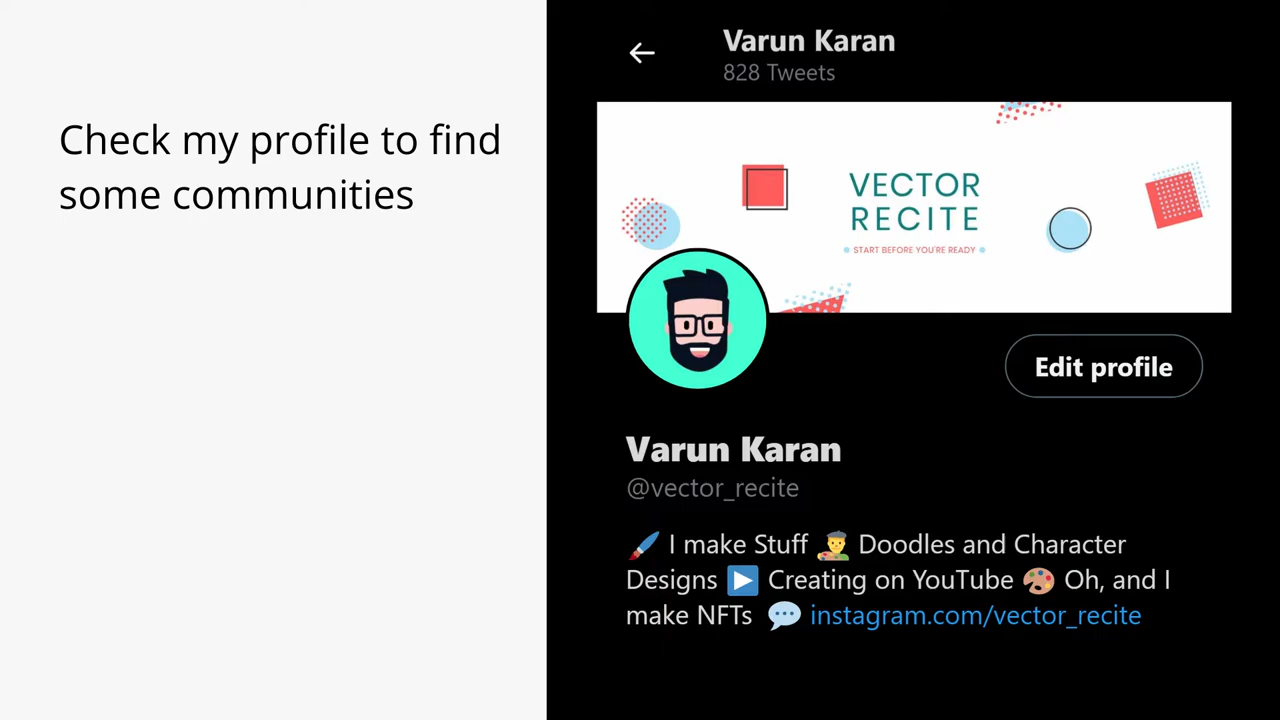 Check my profile to find
some communities
Varun Karan
828 Tweets
VECTOR
RECITE
START BEFORE YOU'RE READY
Edit profile
Varun Karan
@vector_recite
🖌️ I make Stuff 👨‍🎨 Doodles and Character
Designs ▶️ Creating on YouTube 🎨 Oh, and I
make NFTs 💬 instagram.com/vector_recite